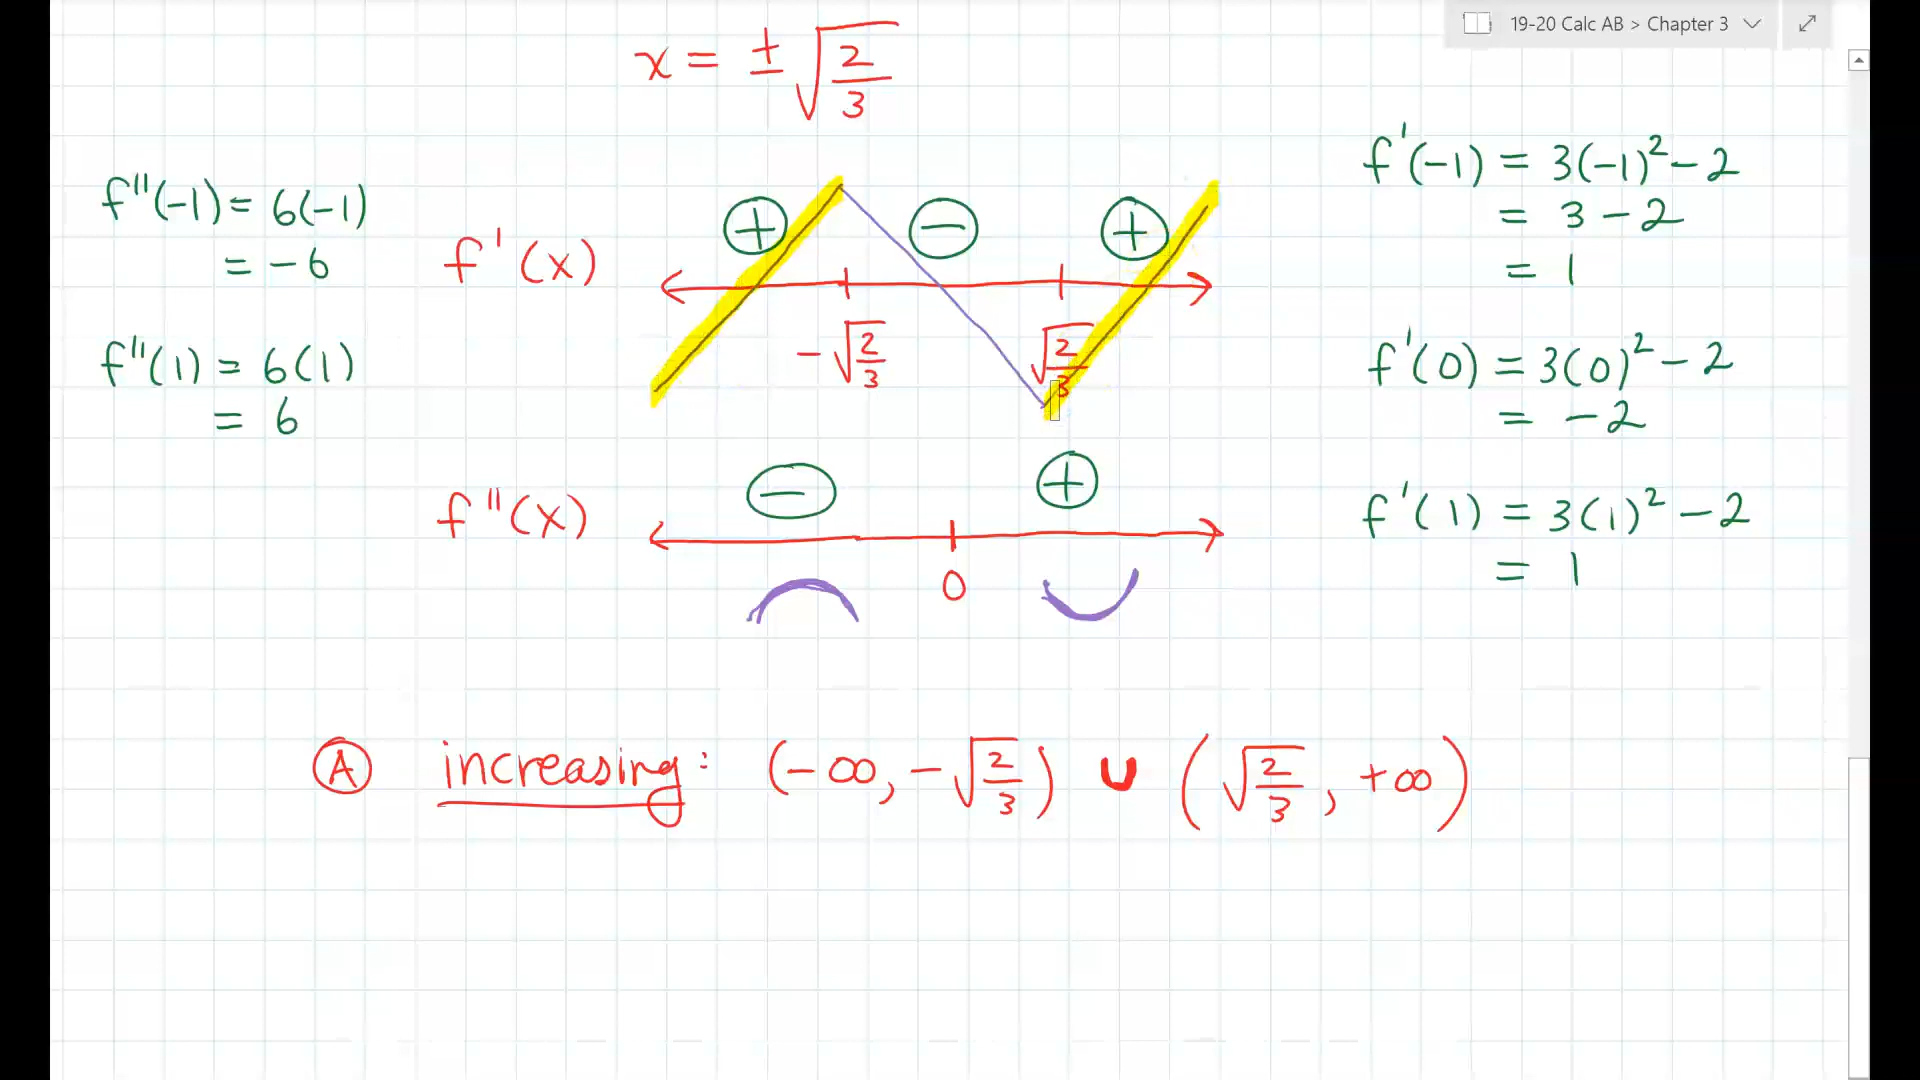 19-20 Calc AB > Chapter 3
x = ± √(2/3)
f''(-1) = 6(-1)
= -6
f''(1) = 6(1)
= 6
f'(x)
+ − +
-√(2/3) √(2/3)
f''(x)
− +
0
f'(-1) = 3(-1)² - 2
= 3 - 2
= 1
f'(0) = 3(0)² - 2
= -2
f'(1) = 3(1)² - 2
= 1
Ⓐ increasing: (-∞, -√(2/3)) ∪ (√(2/3), +∞)